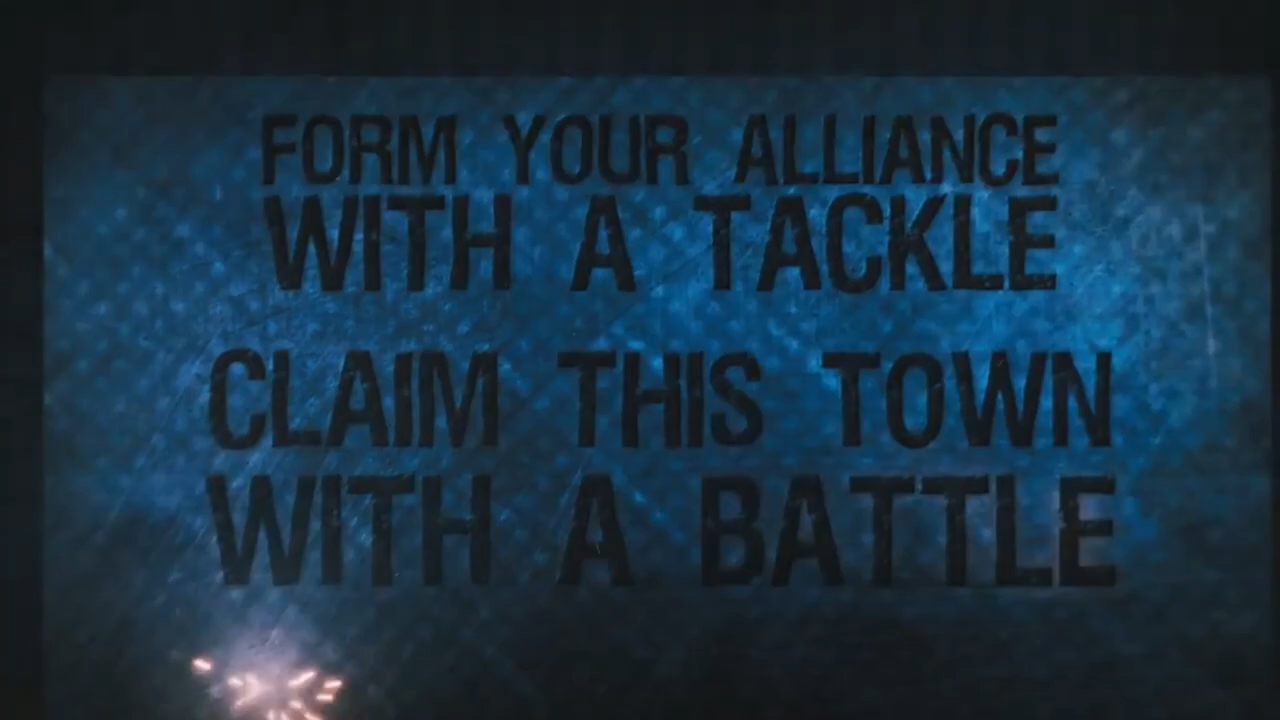 FORM YOUR ALLIANCE
WITH A TACKLE
CLAIM THIS TOWN
WITH A BATTLE